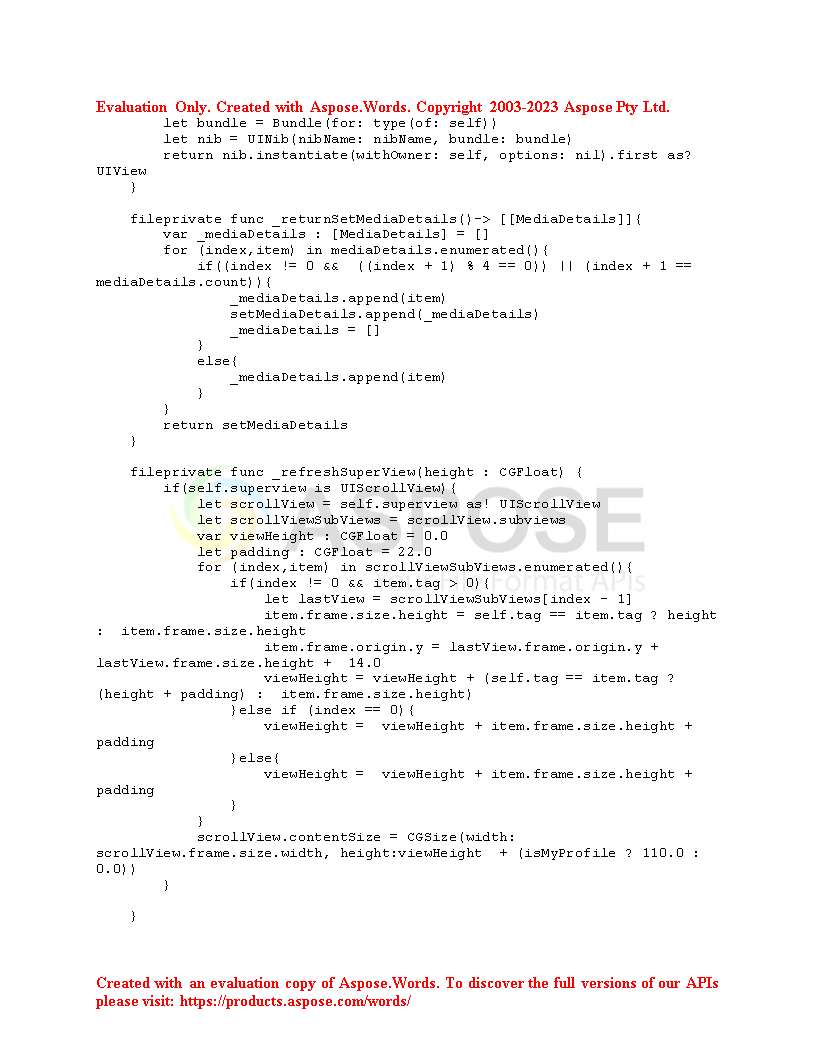 Evaluation Only. Created with Aspose.Words. Copyright 2003-2023 Aspose Pty Ltd.
        let bundle = Bundle(for: type(of: self))
        let nib = UINib(nibName: nibName, bundle: bundle)
        return nib.instantiate(withOwner: self, options: nil).first as?
UIView
    }

    fileprivate func _returnSetMediaDetails()-> [[MediaDetails]]{
        var _mediaDetails : [MediaDetails] = []
        for (index,item) in mediaDetails.enumerated(){
            if((index != 0 &&  ((index + 1) % 4 == 0)) || (index + 1 ==
mediaDetails.count)){
                _mediaDetails.append(item)
                setMediaDetails.append(_mediaDetails)
                _mediaDetails = []
            }
            else{
                _mediaDetails.append(item)
            }
        }
        return setMediaDetails
    }

    fileprivate func _refreshSuperView(height : CGFloat) {
        if(self.superview is UIScrollView){
            let scrollView = self.superview as! UIScrollView
            let scrollViewSubViews = scrollView.subviews
            var viewHeight : CGFloat = 0.0
            let padding : CGFloat = 22.0
            for (index,item) in scrollViewSubViews.enumerated(){
                if(index != 0 && item.tag > 0){
                    let lastView = scrollViewSubViews[index - 1]
                    item.frame.size.height = self.tag == item.tag ? height
:  item.frame.size.height
                    item.frame.origin.y = lastView.frame.origin.y +
lastView.frame.size.height +  14.0
                    viewHeight = viewHeight + (self.tag == item.tag ?
(height + padding) :  item.frame.size.height)
                }else if (index == 0){
                    viewHeight =  viewHeight + item.frame.size.height +
padding
                }else{
                    viewHeight =  viewHeight + item.frame.size.height +
padding
                }
            }
            scrollView.contentSize = CGSize(width:
scrollView.frame.size.width, height:viewHeight  + (isMyProfile ? 110.0 :
0.0))
        }

    }
ASPOSE
Format APIs
Created with an evaluation copy of Aspose.Words. To discover the full versions of our APIs
please visit: https://products.aspose.com/words/